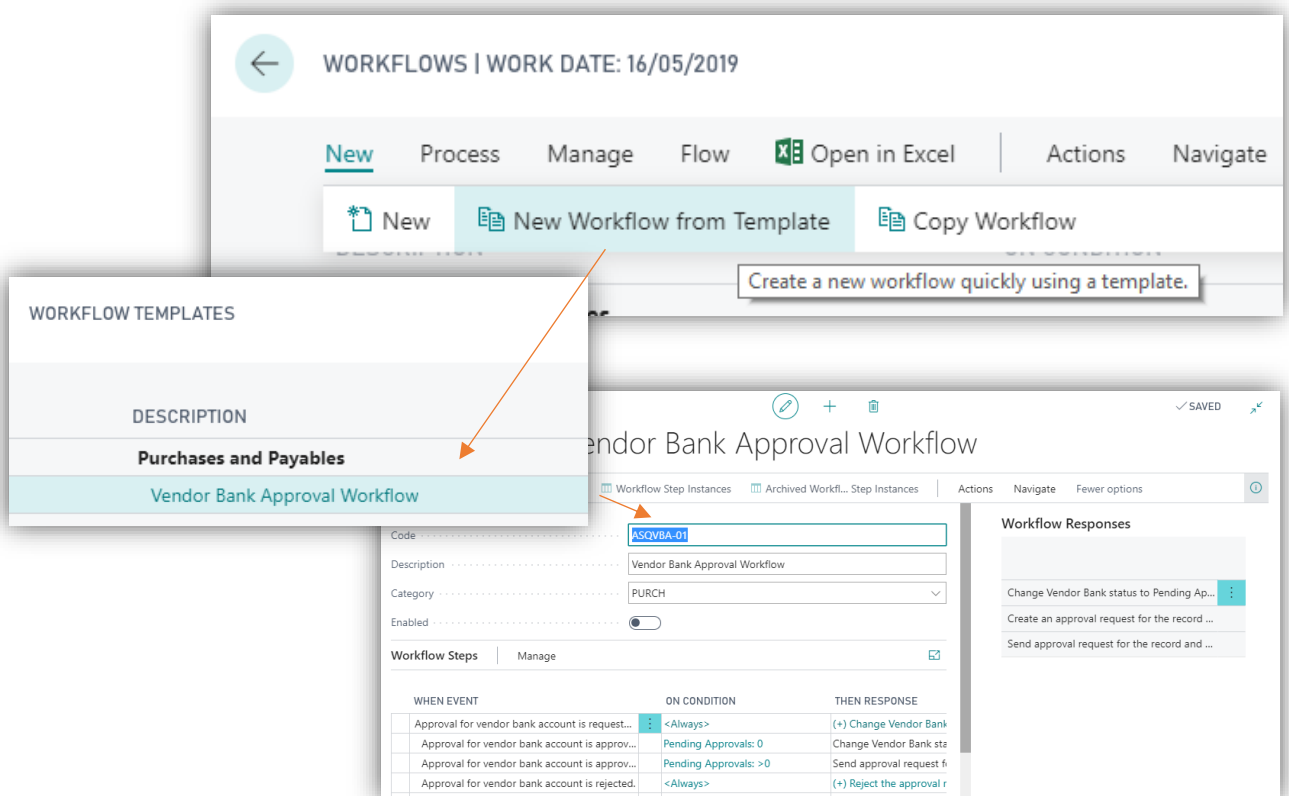 WORKFLOWS | WORK DATE: 16/05/2019
New Process Manage Flow Open in Excel Actions Navigate
New New Workflow from Template Copy Workflow
DESCRIPTION ON CONDITION
Create a new workflow quickly using a template.
WORKFLOW TEMPLATES
DESCRIPTION
Purchases and Payables
Vendor Bank Approval Workflow
SAVED
endor Bank Approval Workflow
Workflow Step Instances Archived Workfl... Step Instances Actions Navigate Fewer options
Code ASQVBA-01
Description Vendor Bank Approval Workflow
Category PURCH
Enabled
Workflow Steps Manage
WHEN EVENT ON CONDITION THEN RESPONSE
Approval for vendor bank account is request... <Always> (+) Change Vendor Bank
Approval for vendor bank account is approv... Pending Approvals: 0 Change Vendor Bank sta
Approval for vendor bank account is approv... Pending Approvals: >0 Send approval request f
Approval for vendor bank account is rejected. <Always> (+) Reject the approval r
Workflow Responses
Change Vendor Bank status to Pending Ap...
Create an approval request for the record ...
Send approval request for the record and ...